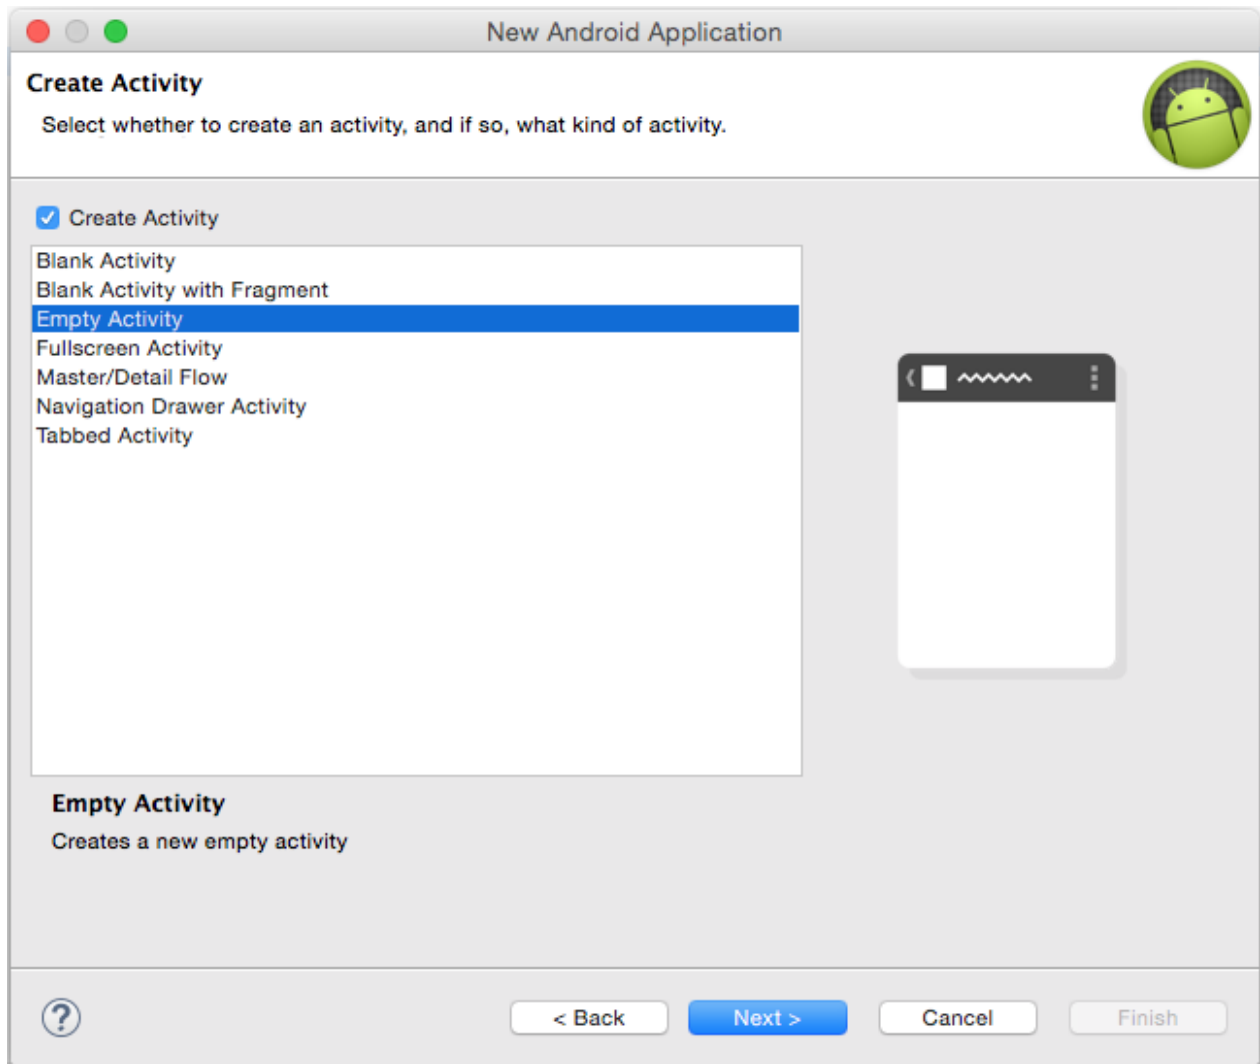 New Android Application
Create Activity
Select whether to create an activity, and if so, what kind of activity.
Create Activity
Blank Activity
Blank Activity with Fragment
Empty Activity
Fullscreen Activity
Master/Detail Flow
Navigation Drawer Activity
Tabbed Activity
Empty Activity
Creates a new empty activity
?
< Back
Next >
Cancel
Finish